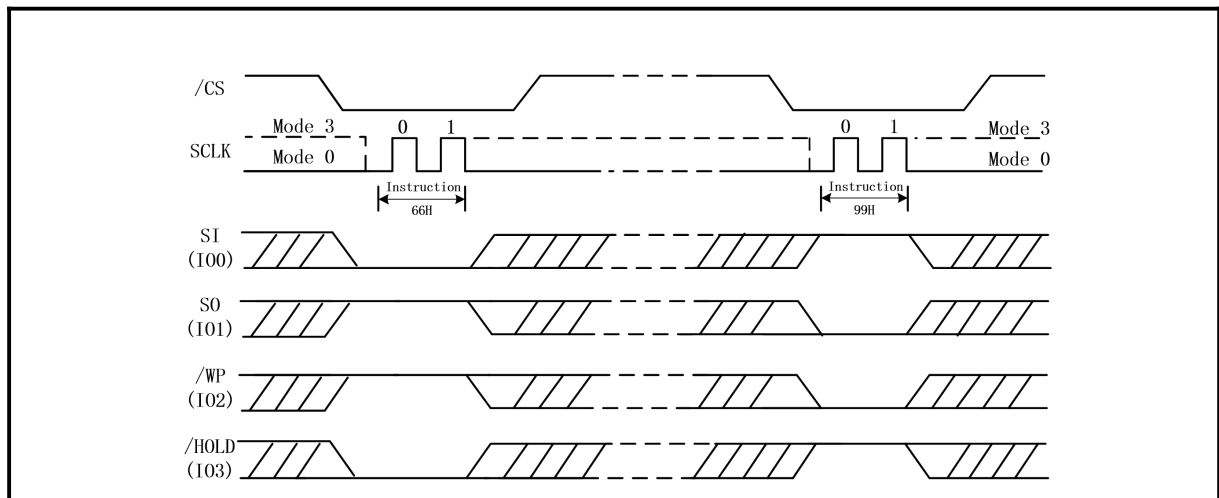 /CS
Mode 3 0 1 0 1 Mode 3
SCLK
Mode 0 Mode 0
Instruction Instruction
66H 99H
SI
(IO0)
SO
(IO1)
/WP
(IO2)
/HOLD
(IO3)